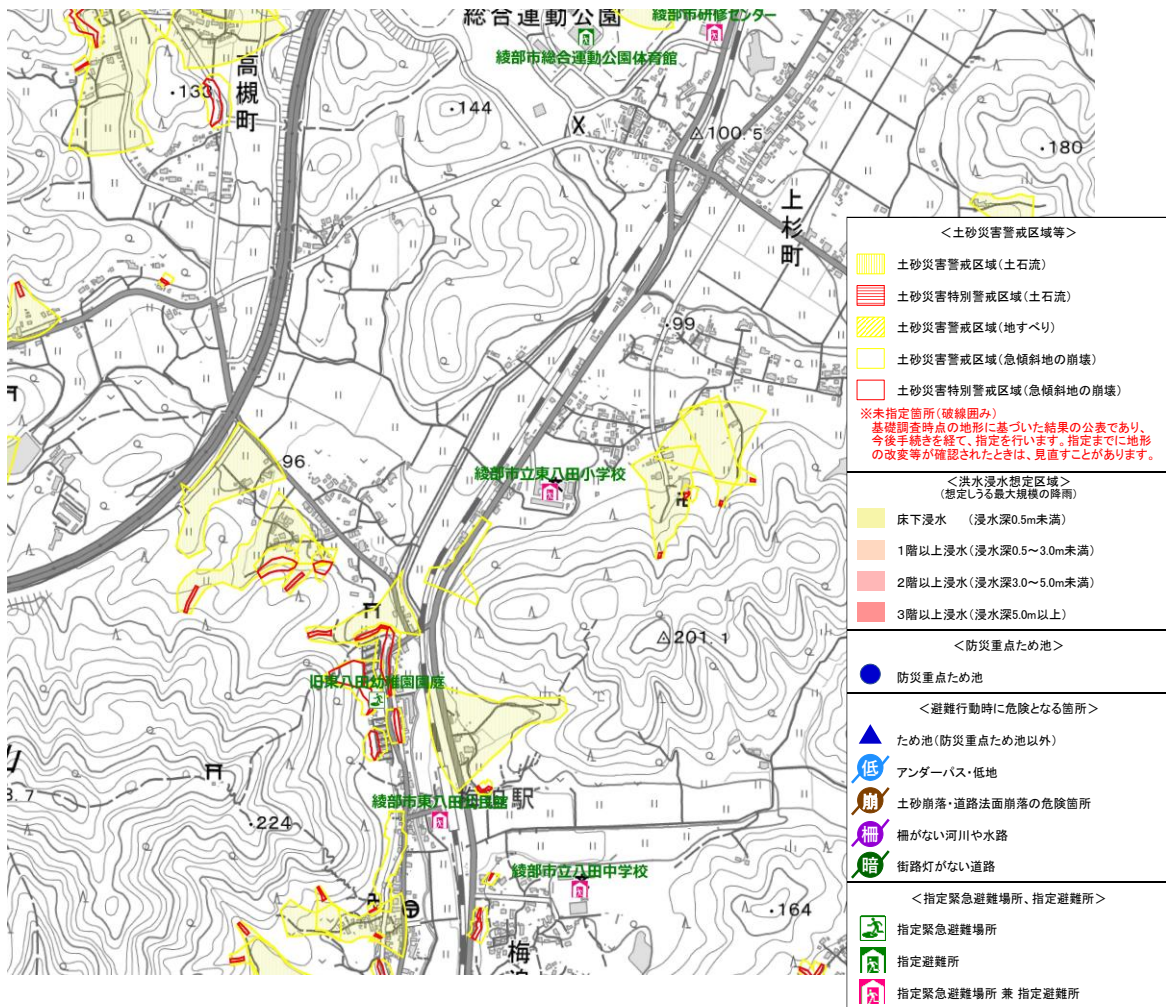 総合運動公園
綾部市研修センター
綾部市総合運動公園体育館
高槻町
133
144
100.5
180
上杉町
99
96
綾部市立東八田小学校
201.1
旧東八田幼稚園園庭
224
綾部市立八田中学校
164
<土砂災害警戒区域等>
土砂災害警戒区域(土石流)
土砂災害特別警戒区域(土石流)
土砂災害警戒区域(地すべり)
土砂災害警戒区域(急傾斜地の崩壊)
土砂災害特別警戒区域(急傾斜地の崩壊)
※未指定箇所(破線囲み)
基礎調査時点の地形に基づいた結果の公表であり、
今後手続きを経て、指定を行います。指定までに地形
の改変等が確認されたときは、見直すことがあります。
<洪水浸水想定区域>
(想定しうる最大規模の降雨)
床下浸水 (浸水深0.5m未満)
1階以上浸水(浸水深0.5~3.0m未満)
2階以上浸水(浸水深3.0~5.0m未満)
3階以上浸水(浸水深5.0m以上)
<防災重点ため池>
防災重点ため池
<避難行動時に危険となる箇所>
ため池(防災重点ため池以外)
低 アンダーパス・低地
崩 土砂崩落・道路法面崩落の危険箇所
柵 柵がない河川や水路
暗 街路灯がない道路
<指定緊急避難場所、指定避難所>
指定緊急避難場所
指定避難所
指定緊急避難場所 兼 指定避難所